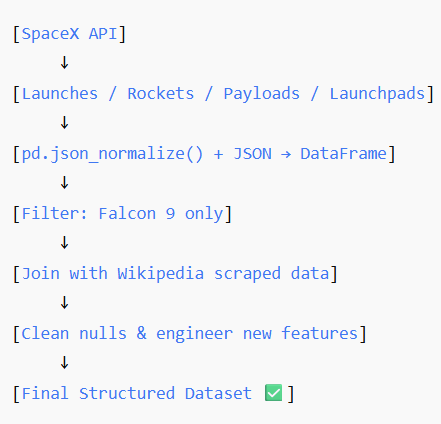 [SpaceX API]
↓
[Launches / Rockets / Payloads / Launchpads]
↓
[pd.json_normalize() + JSON → DataFrame]
↓
[Filter: Falcon 9 only]
↓
[Join with Wikipedia scraped data]
↓
[Clean nulls & engineer new features]
↓
[Final Structured Dataset ✅]